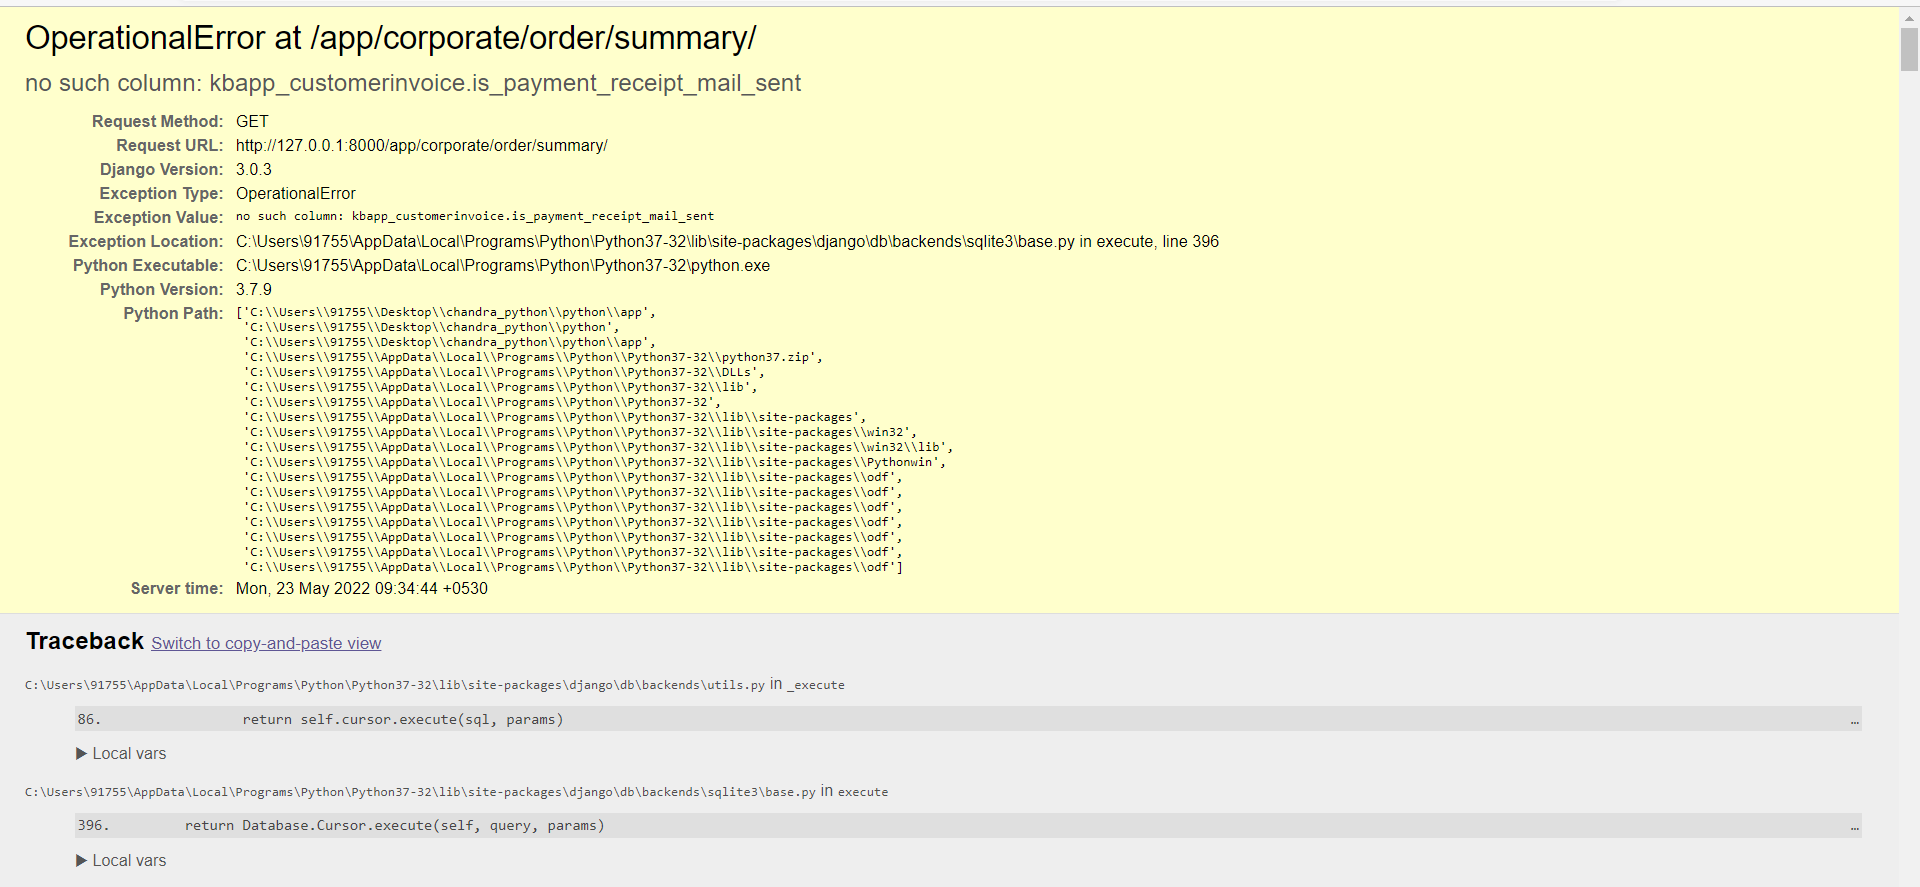 OperationalError at /app/corporate/order/summary/
no such column: kbapp_customerinvoice.is_payment_receipt_mail_sent
Request Method: GET
Request URL: http://127.0.0.1:8000/app/corporate/order/summary/
Django Version: 3.0.3
Exception Type: OperationalError
Exception Value: no such column: kbapp_customerinvoice.is_payment_receipt_mail_sent
Exception Location: C:\Users\91755\AppData\Local\Programs\Python\Python37-32\lib\site-packages\django\db\backends\sqlite3\base.py in execute, line 396
Python Executable: C:\Users\91755\AppData\Local\Programs\Python\Python37-32\python.exe
Python Version: 3.7.9
Python Path: ['C:\\Users\\91755\\Desktop\\chandra_python\\python\\app',
'C:\\Users\\91755\\Desktop\\chandra_python\\python',
'C:\\Users\\91755\\Desktop\\chandra_python\\python\\app',
'C:\\Users\\91755\\AppData\\Local\\Programs\\Python\\Python37-32\\python37.zip',
'C:\\Users\\91755\\AppData\\Local\\Programs\\Python\\Python37-32\\DLLs',
'C:\\Users\\91755\\AppData\\Local\\Programs\\Python\\Python37-32\\lib',
'C:\\Users\\91755\\AppData\\Local\\Programs\\Python\\Python37-32',
'C:\\Users\\91755\\AppData\\Local\\Programs\\Python\\Python37-32\\lib\\site-packages',
'C:\\Users\\91755\\AppData\\Local\\Programs\\Python\\Python37-32\\lib\\site-packages\\win32',
'C:\\Users\\91755\\AppData\\Local\\Programs\\Python\\Python37-32\\lib\\site-packages\\win32\\lib',
'C:\\Users\\91755\\AppData\\Local\\Programs\\Python\\Python37-32\\lib\\site-packages\\Pythonwin',
'C:\\Users\\91755\\AppData\\Local\\Programs\\Python\\Python37-32\\lib\\site-packages\\odf',
'C:\\Users\\91755\\AppData\\Local\\Programs\\Python\\Python37-32\\lib\\site-packages\\odf',
'C:\\Users\\91755\\AppData\\Local\\Programs\\Python\\Python37-32\\lib\\site-packages\\odf',
'C:\\Users\\91755\\AppData\\Local\\Programs\\Python\\Python37-32\\lib\\site-packages\\odf',
'C:\\Users\\91755\\AppData\\Local\\Programs\\Python\\Python37-32\\lib\\site-packages\\odf',
'C:\\Users\\91755\\AppData\\Local\\Programs\\Python\\Python37-32\\lib\\site-packages\\odf',
'C:\\Users\\91755\\AppData\\Local\\Programs\\Python\\Python37-32\\lib\\site-packages\\odf']
Server time: Mon, 23 May 2022 09:34:44 +0530
Traceback Switch to copy-and-paste view
C:\Users\91755\AppData\Local\Programs\Python\Python37-32\lib\site-packages\django\db\backends\utils.py in _execute
86. return self.cursor.execute(sql, params) …
▶ Local vars
C:\Users\91755\AppData\Local\Programs\Python\Python37-32\lib\site-packages\django\db\backends\sqlite3\base.py in execute
396. return Database.Cursor.execute(self, query, params) …
▶ Local vars